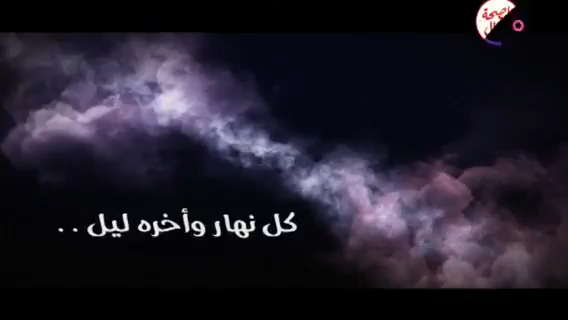 كل نهار وأخره ليل . .